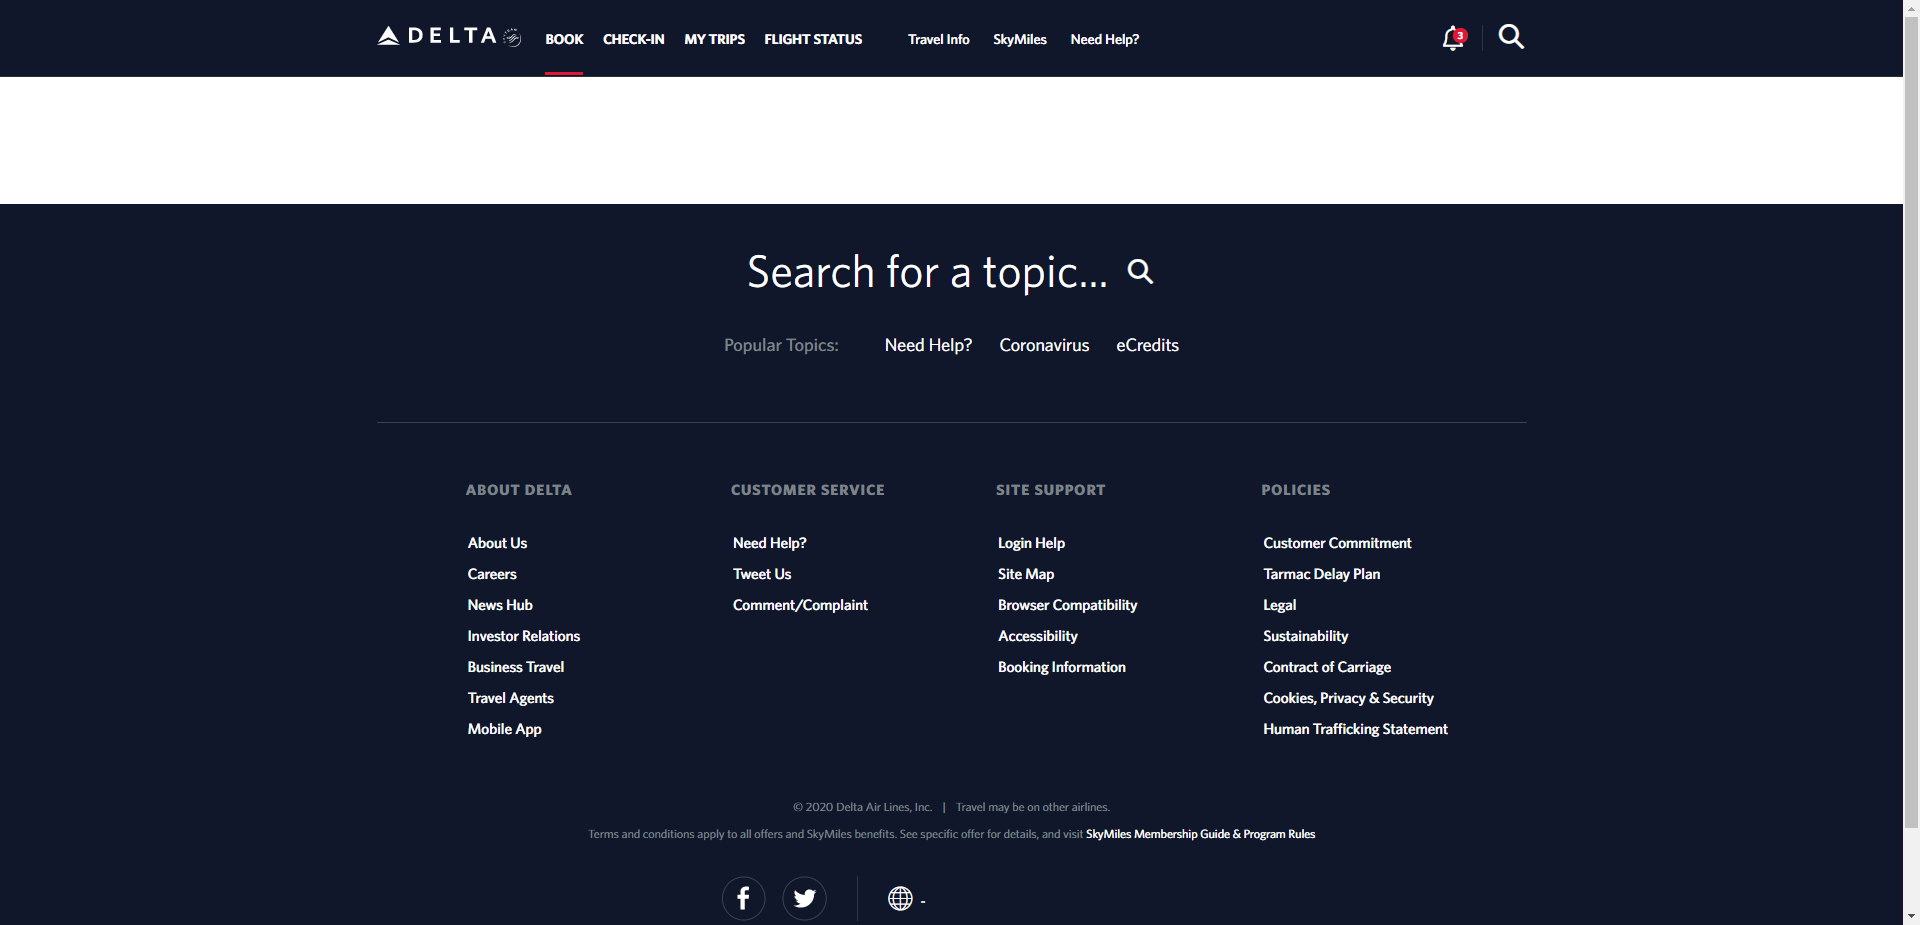 DELTA BOOK CHECK-IN MY TRIPS FLIGHT STATUS Travel Info SkyMiles Need Help? 3
Search for a topic...
Popular Topics: Need Help? Coronavirus eCredits
ABOUT DELTA
About Us
Careers
News Hub
Investor Relations
Business Travel
Travel Agents
Mobile App
CUSTOMER SERVICE
Need Help?
Tweet Us
Comment/Complaint
SITE SUPPORT
Login Help
Site Map
Browser Compatibility
Accessibility
Booking Information
POLICIES
Customer Commitment
Tarmac Delay Plan
Legal
Sustainability
Contract of Carriage
Cookies, Privacy & Security
Human Trafficking Statement
© 2020 Delta Air Lines, Inc. | Travel may be on other airlines.
Terms and conditions apply to all offers and SkyMiles benefits. See specific offer for details, and visit SkyMiles Membership Guide & Program Rules
-